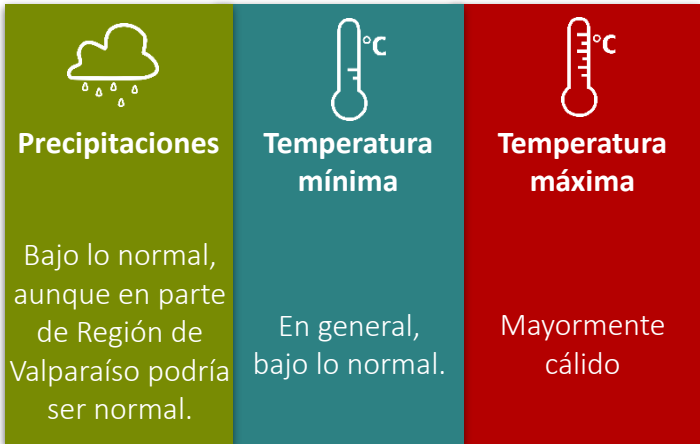 Precipitaciones
Bajo lo normal,
aunque en parte
de Región de
Valparaíso podría
ser normal.
°C
Temperatura
mínima
En general,
bajo lo normal.
°C
Temperatura
máxima
Mayormente
cálido